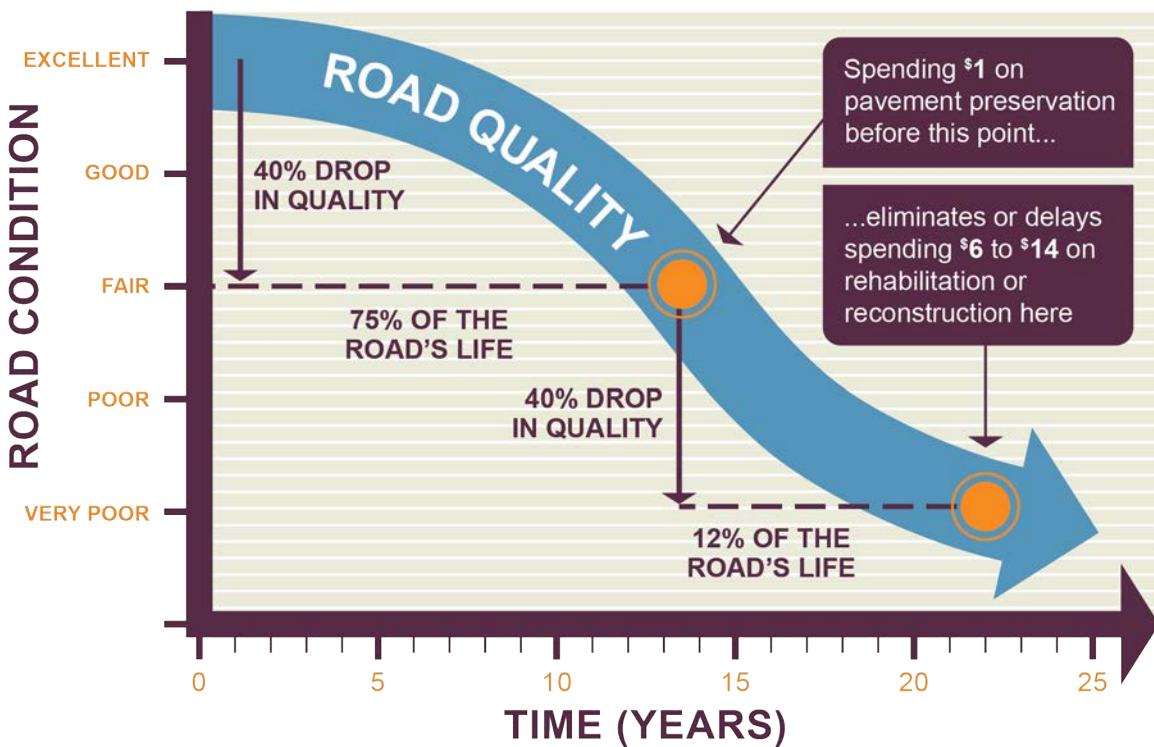 ROAD CONDITION
EXCELLENT
GOOD
FAIR
POOR
VERY POOR
ROAD QUALITY
40% DROP
IN QUALITY
75% OF THE
ROAD'S LIFE
40% DROP
IN QUALITY
12% OF THE
ROAD'S LIFE
Spending $1 on
pavement preservation
before this point...
...eliminates or delays
spending $6 to $14 on
rehabilitation or
reconstruction here
0 5 10 15 20 25
TIME (YEARS)